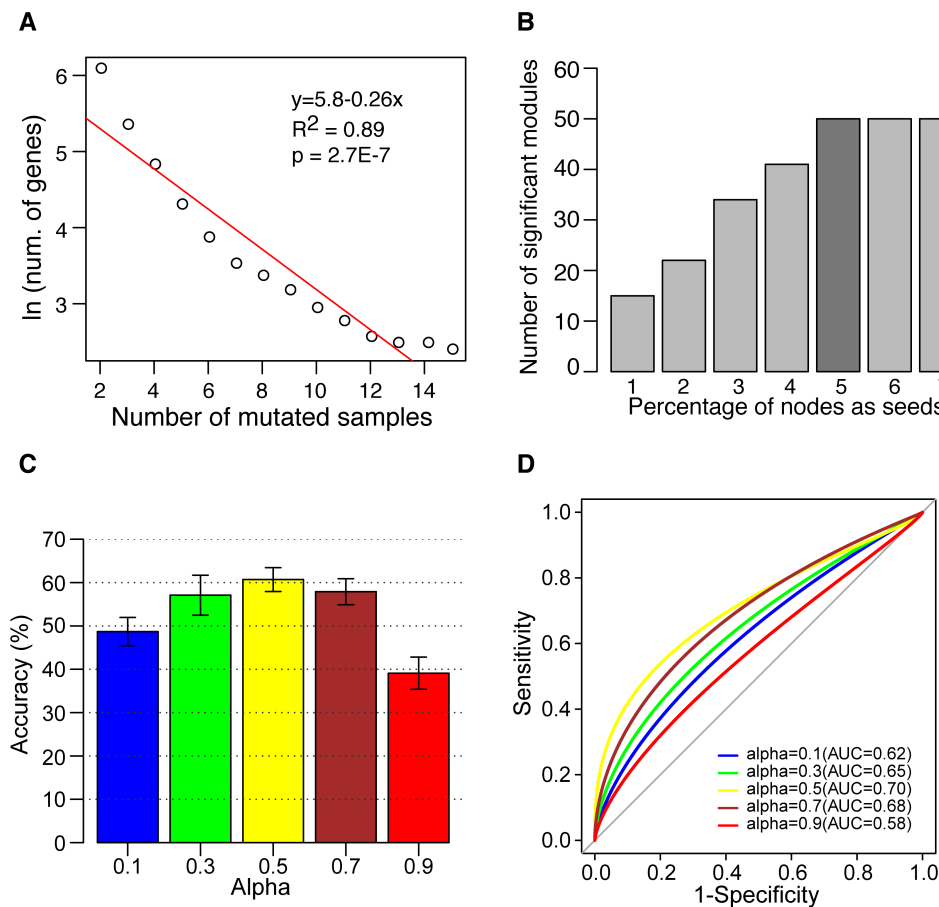 A
ln (num. of genes)
6
5
4
3
y=5.8-0.26x
R2 = 0.89
p = 2.7E-7
2 4 6 8 10 12 14
Number of mutated samples
B
Number of significant modules
60
50
40
30
20
10
0
1 2 3 4 5 6
Percentage of nodes as seeds
C
Accuracy (%)
70
60
50
40
30
20
10
0
0.1 0.3 0.5 0.7 0.9
Alpha
D
Sensitivity
1.0
0.8
0.6
0.4
0.2
0.0
alpha=0.1(AUC=0.62)
alpha=0.3(AUC=0.65)
alpha=0.5(AUC=0.70)
alpha=0.7(AUC=0.68)
alpha=0.9(AUC=0.58)
0.0 0.2 0.4 0.6 0.8 1.0
1-Specificity